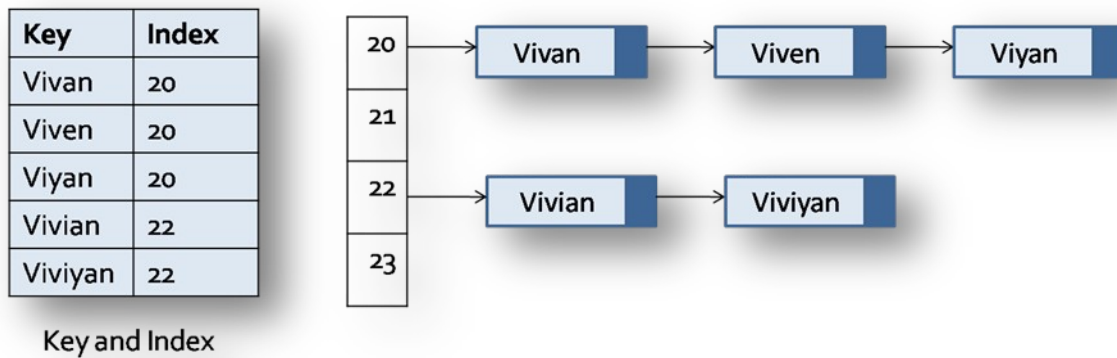 Key Index
Vivan 20
Viven 20
Viyan 20
Vivian 22
Viviyan 22
Key and Index
20 Vivan Viven Viyan
21
22 Vivian Viviyan
23